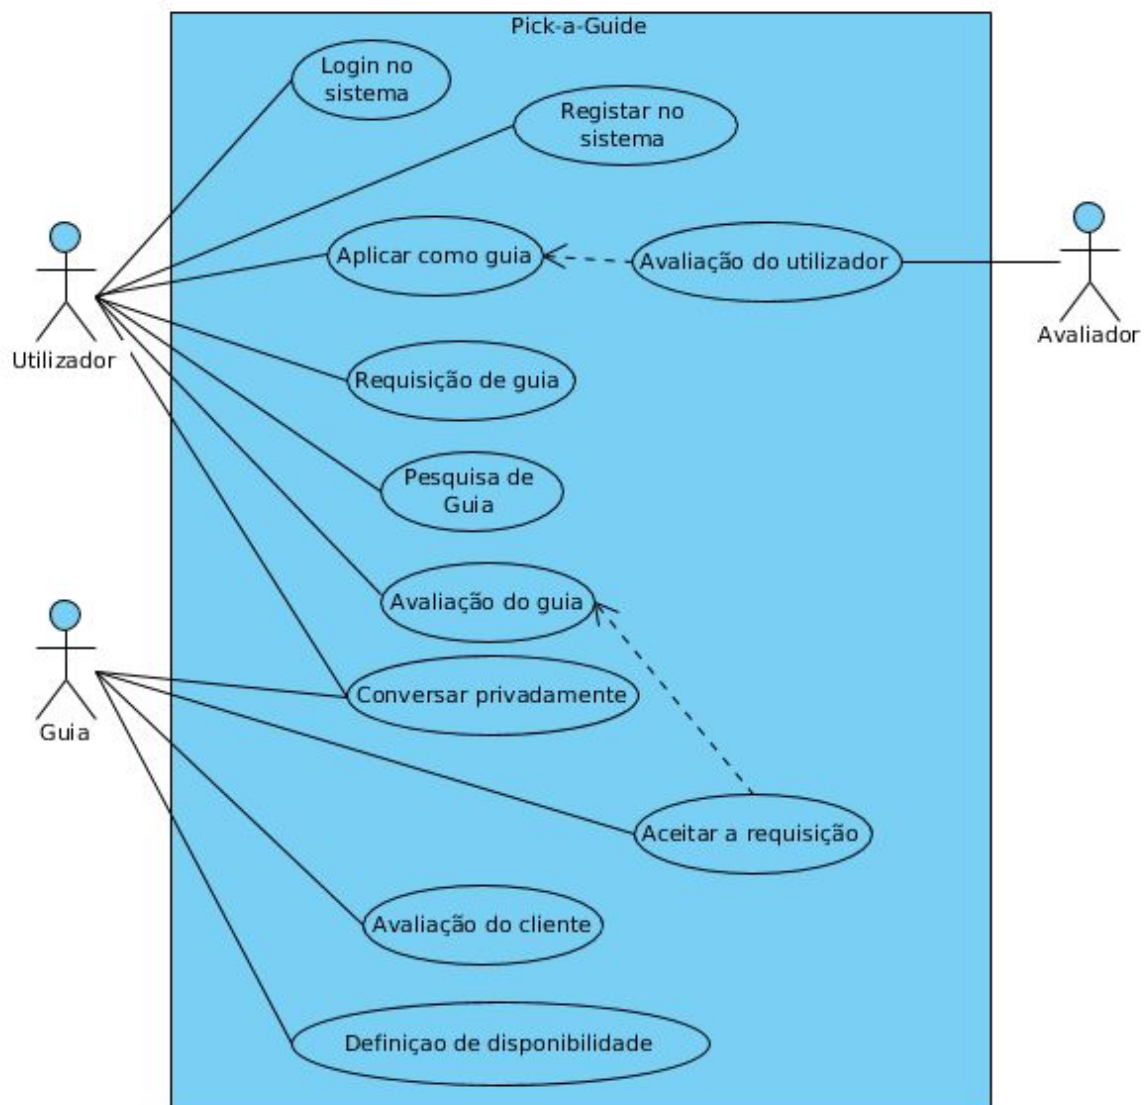 Pick-a-Guide
Login no
sistema
Registar no
sistema
Aplicar como guia
Avaliação do utilizador
Utilizador
Avaliador
Requisição de guia
Pesquisa de
Guia
Avaliação do guia
Conversar privadamente
Guia
Aceitar a requisição
Avaliação do cliente
Definiçao de disponibilidade